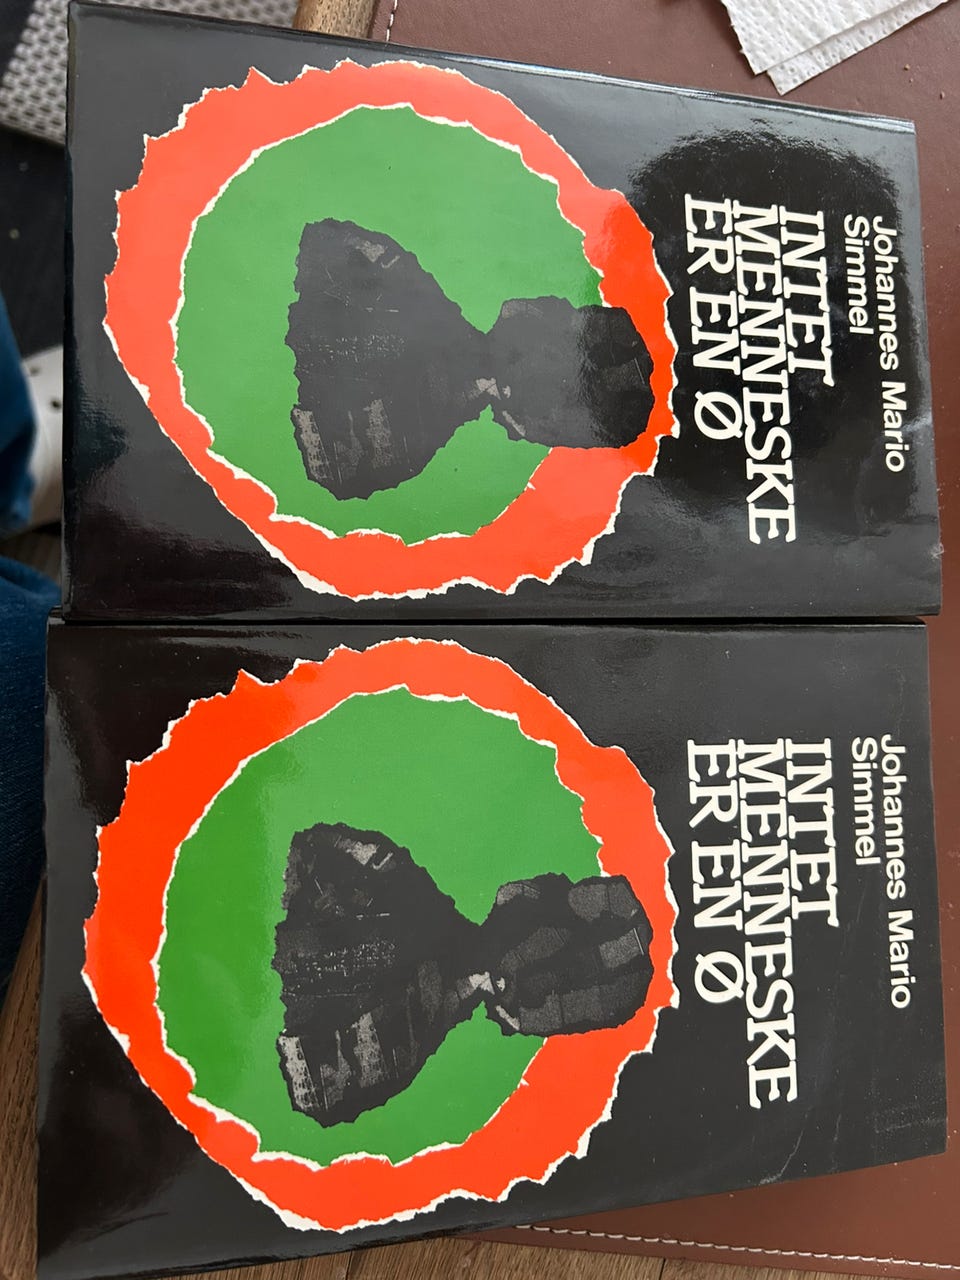 Johannes Mario
Simmel
INTET
MENNESKE
ER EN Ø
Johannes Mario
Simmel
INTET
MENNESKE
ER EN Ø